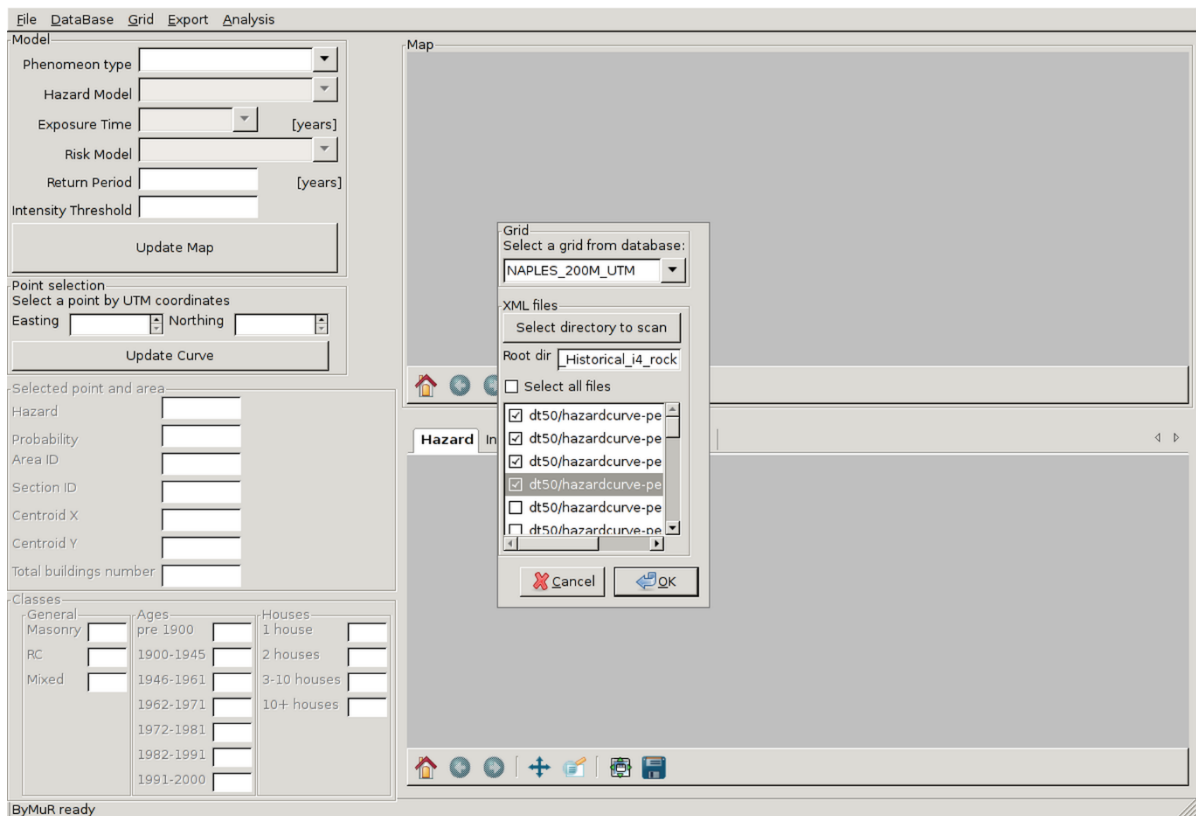 File DataBase Grid Export Analysis
Model
Phenomeon type
Hazard Model
Exposure Time [years]
Risk Model
Return Period [years]
Intensity Threshold
Update Map
Point selection
Select a point by UTM coordinates
Easting Northing
Update Curve
Selected point and area
Hazard
Probability
Area ID
Section ID
Centroid X
Centroid Y
Total buildings number
Classes
General Ages Houses
Masonry pre 1900 1 house
RC 1900-1945 2 houses
Mixed 1946-1961 3-10 houses
1962-1971 10+ houses
1972-1981
1982-1991
1991-2000
Map
Grid
Select a grid from database:
NAPLES_200M_UTM
XML files
Select directory to scan
Root dir _Historical_i4_rock
Select all files
dt50/hazardcurve-pe
dt50/hazardcurve-pe
dt50/hazardcurve-pe
dt50/hazardcurve-pe
dt50/hazardcurve-pe
dt50/hazardcurve-pe
Cancel OK
Hazard In
ByMuR ready